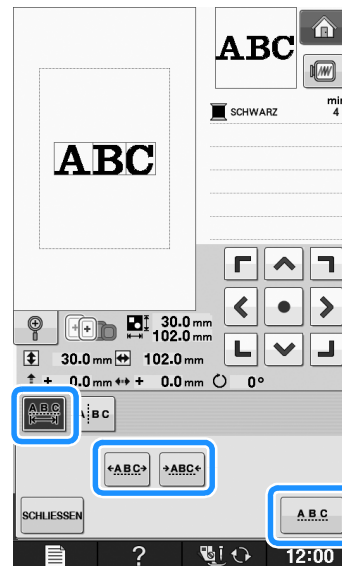 ABC
min
SCHWARZ 4
ABC
30.0 mm
102.0 mm
30.0 mm 102.0 mm
+ 0.0 mm + 0.0 mm 0°
ABC A BC
ABC ABC
SCHLIESSEN ABC
? 12:00